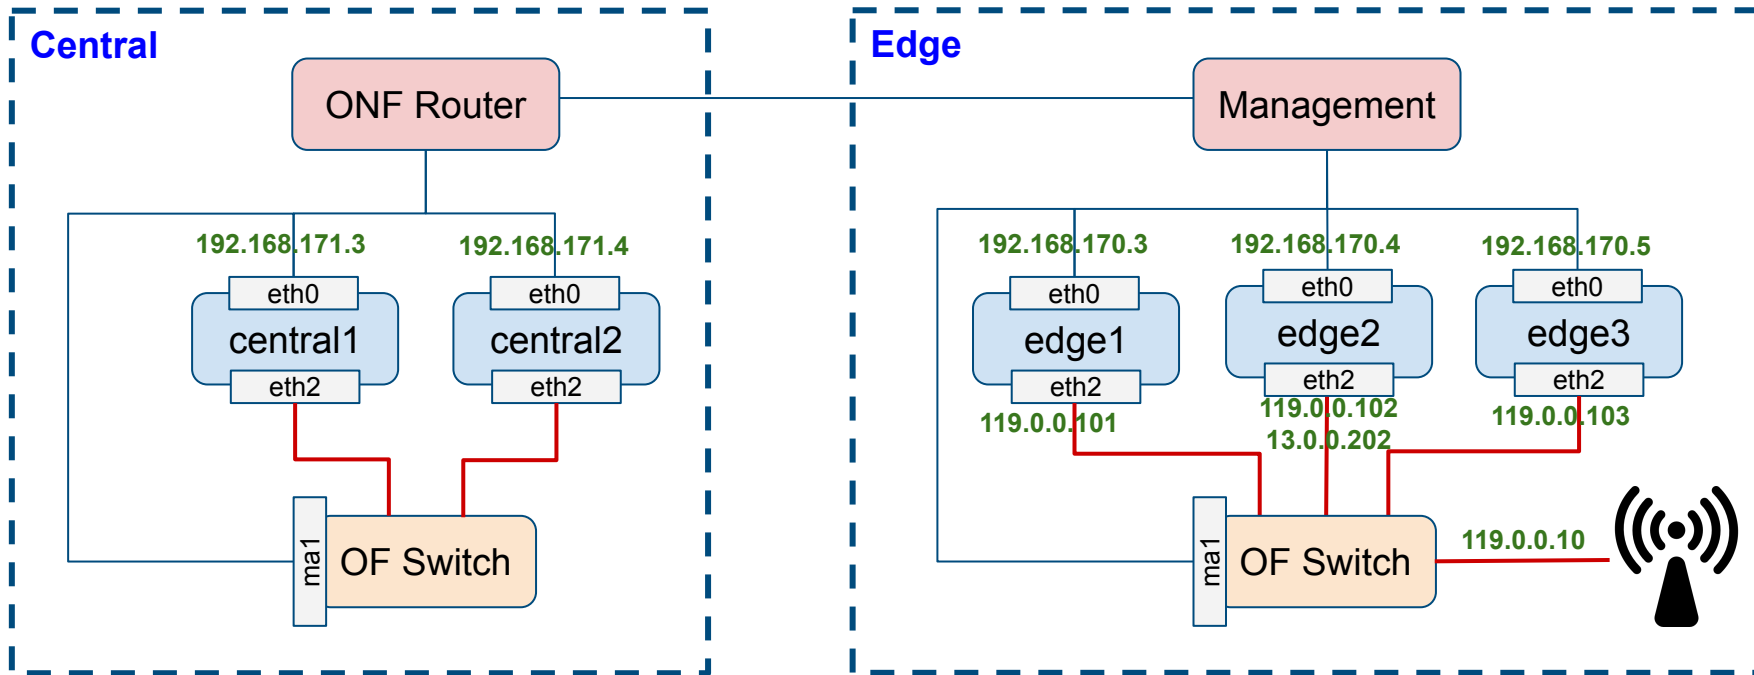 Central
ONF Router
192.168.171.3
192.168.171.4
eth0
eth0
central1
central2
eth2
eth2
ma1
OF Switch
Edge
Management
192.168.170.3
192.168.170.4
192.168.170.5
eth0
eth0
eth0
edge1
edge2
edge3
eth2
eth2
eth2
119.0.0.101
119.0.0.102
13.0.0.202
119.0.0.103
ma1
OF Switch
119.0.0.10